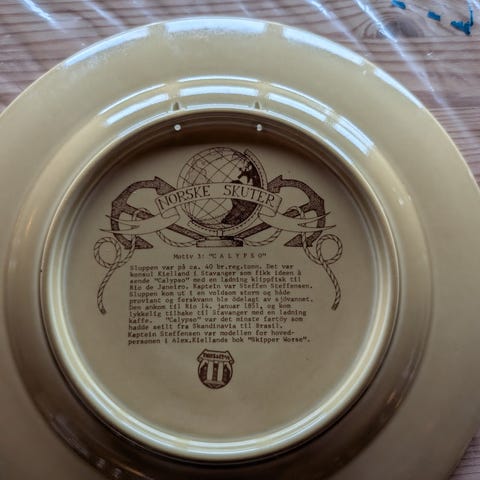 NORSKE SKUTER
Motiv 3: "CALYPSO"
Sluppen var på ca. 40 br.reg.tonn. Det var
konsul Kielland i Stavanger som fikk ideen å
sende "Calypso" med en ladning klippfisk til
Rio de Janeiro. Kaptein var Steffen Steffensen.
Sluppen kom ut i en voldsom storm og både
proviant og ferskvann ble ødelagt av sjøvannet,
men ankom til Rio 14. januar 1851, og kom
lykkelig tilbake til Stavanger med en ladning
kaffe. "Calypso" var det minste fartøy som
hadde seilt fra Skandinavia til Brasil.
Kaptein Steffensen var modellen for hoved-
personen i Alex.Kiellands bok "Skipper Worse".